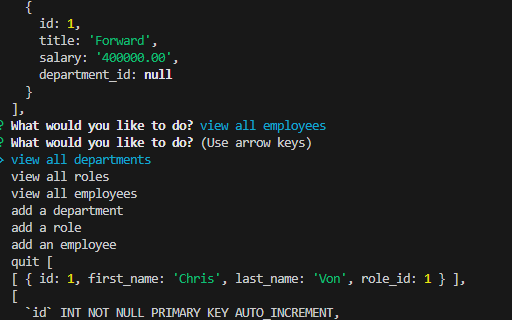 {
id: 1,
title: 'Forward',
salary: '400000.00',
department_id: null
}
],
? What would you like to do? view all employees
? What would you like to do? (Use arrow keys)
> view all departments
view all roles
view all employees
add a department
add a role
add an employee
quit [
[ { id: 1, first_name: 'Chris', last_name: 'Von', role_id: 1 } ],
[
`id` INT NOT NULL PRIMARY KEY AUTO_INCREMENT,